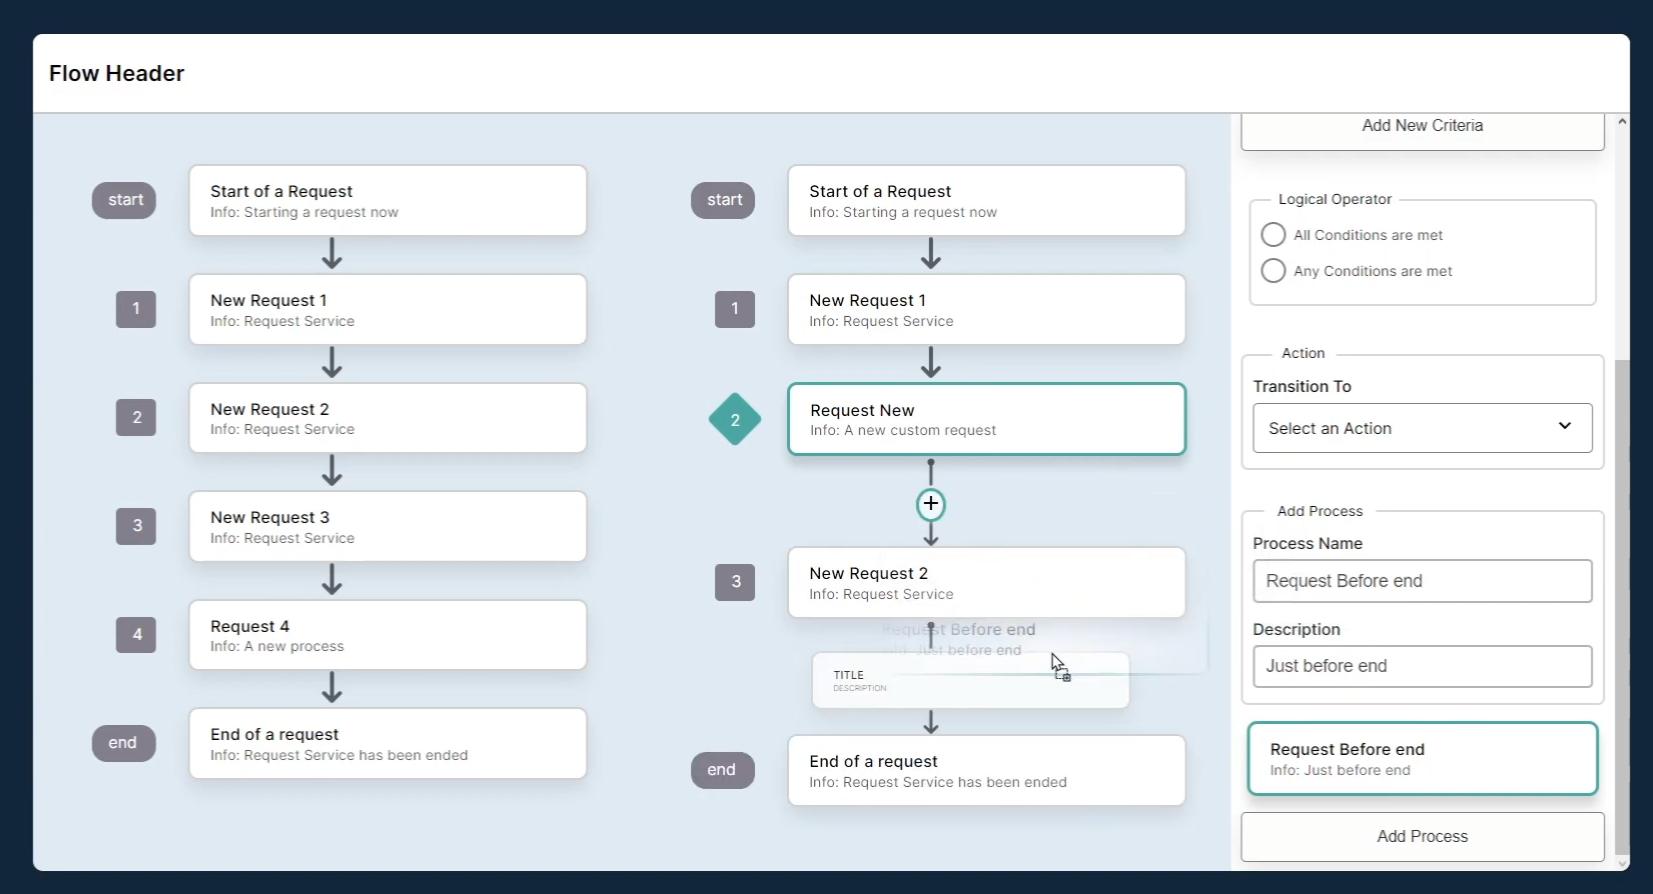 Flow Header
start
Start of a Request
Info: Starting a request now
1
New Request 1
Info: Request Service
2
New Request 2
Info: Request Service
3
New Request 3
Info: Request Service
4
Request 4
Info: A new process
end
End of a request
Info: Request Service has been ended
start
Start of a Request
Info: Starting a request now
1
New Request 1
Info: Request Service
2
Request New
Info: A new custom request
+
3
New Request 2
Info: Request Service
Request Before end
Info: Just before end
TITLE
DESCRIPTION
end
End of a request
Info: Request Service has been ended
Add New Criteria
Logical Operator
All Conditions are met
Any Conditions are met
Action
Transition To
Select an Action
Add Process
Process Name
Request Before end
Description
Just before end
Request Before end
Info: Just before end
Add Process